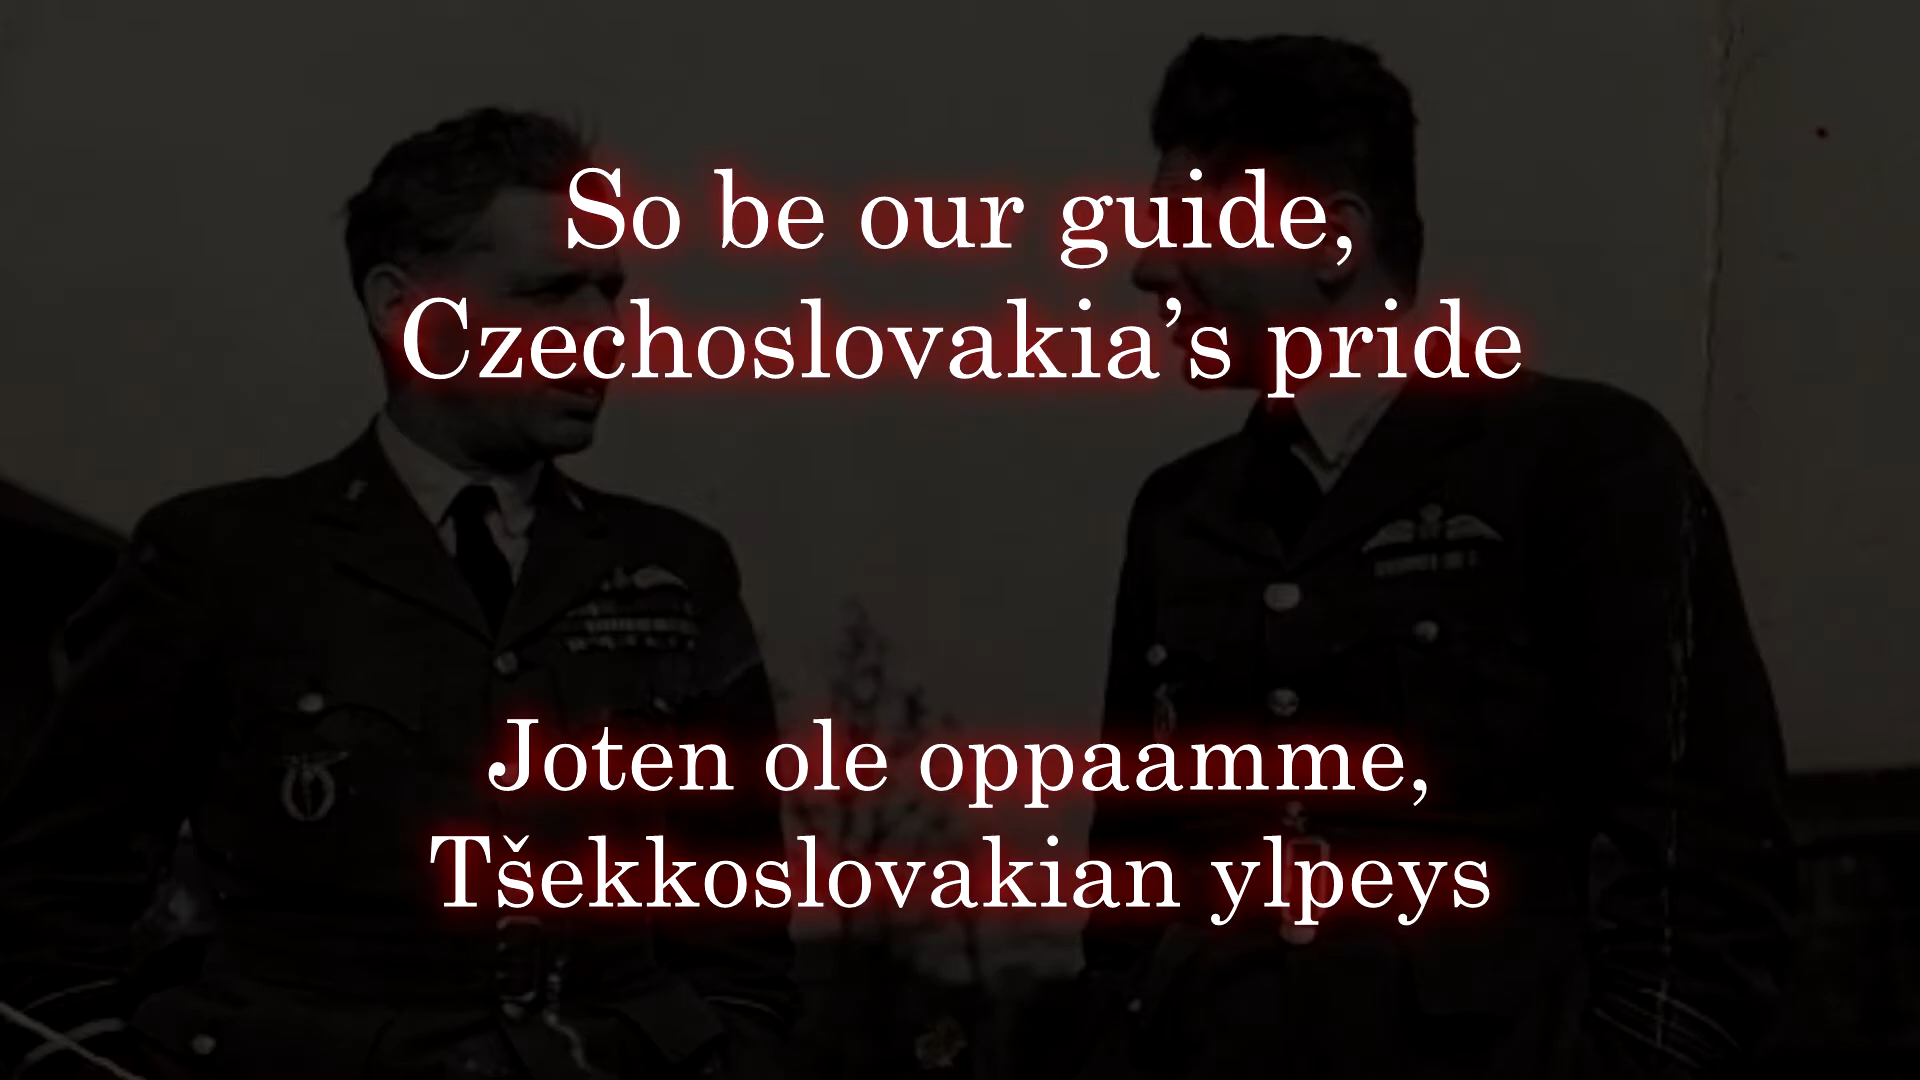 So be our guide,
Czechoslovakia’s pride
Joten ole oppaamme,
Tšekkoslovakian ylpeys